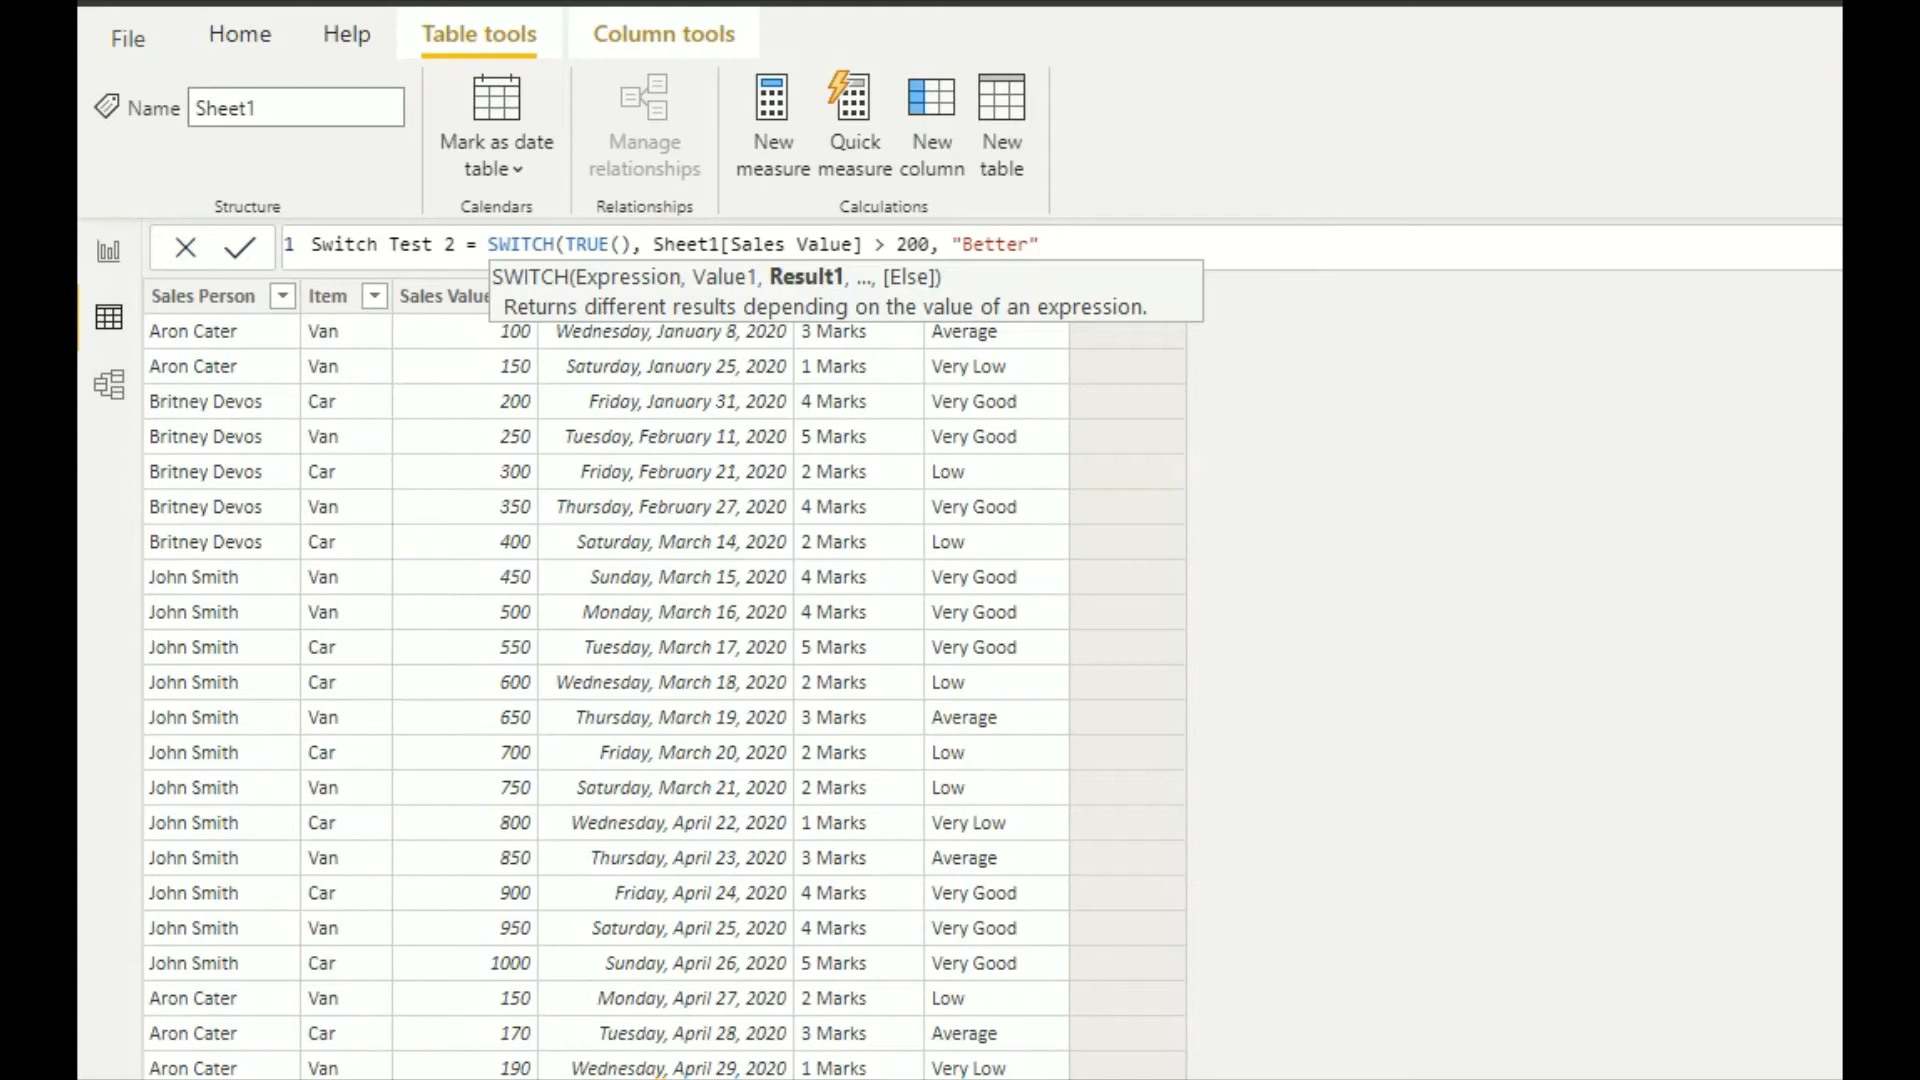 File Home Help Table tools Column tools
Name Sheet1
Mark as date table
Manage relationships
New measure
Quick measure
New column
New table
Structure Calendars Relationships Calculations
1 Switch Test 2 = SWITCH(TRUE(), Sheet1[Sales Value] > 200, "Better"
SWITCH(Expression, Value1, Result1, ..., [Else])
Returns different results depending on the value of an expression.
Sales Person Item Sales Value
Aron Cater Van 100 Wednesday, January 8, 2020 3 Marks Average
Aron Cater Van 150 Saturday, January 25, 2020 1 Marks Very Low
Britney Devos Car 200 Friday, January 31, 2020 4 Marks Very Good
Britney Devos Van 250 Tuesday, February 11, 2020 5 Marks Very Good
Britney Devos Car 300 Friday, February 21, 2020 2 Marks Low
Britney Devos Van 350 Thursday, February 27, 2020 4 Marks Very Good
Britney Devos Car 400 Saturday, March 14, 2020 2 Marks Low
John Smith Van 450 Sunday, March 15, 2020 4 Marks Very Good
John Smith Van 500 Monday, March 16, 2020 4 Marks Very Good
John Smith Car 550 Tuesday, March 17, 2020 5 Marks Very Good
John Smith Car 600 Wednesday, March 18, 2020 2 Marks Low
John Smith Van 650 Thursday, March 19, 2020 3 Marks Average
John Smith Car 700 Friday, March 20, 2020 2 Marks Low
John Smith Van 750 Saturday, March 21, 2020 2 Marks Low
John Smith Car 800 Wednesday, April 22, 2020 1 Marks Very Low
John Smith Van 850 Thursday, April 23, 2020 3 Marks Average
John Smith Car 900 Friday, April 24, 2020 4 Marks Very Good
John Smith Van 950 Saturday, April 25, 2020 4 Marks Very Good
John Smith Car 1000 Sunday, April 26, 2020 5 Marks Very Good
Aron Cater Van 150 Monday, April 27, 2020 2 Marks Low
Aron Cater Car 170 Tuesday, April 28, 2020 3 Marks Average
Aron Cater Van 190 Wednesday, April 29, 2020 1 Marks Very Low